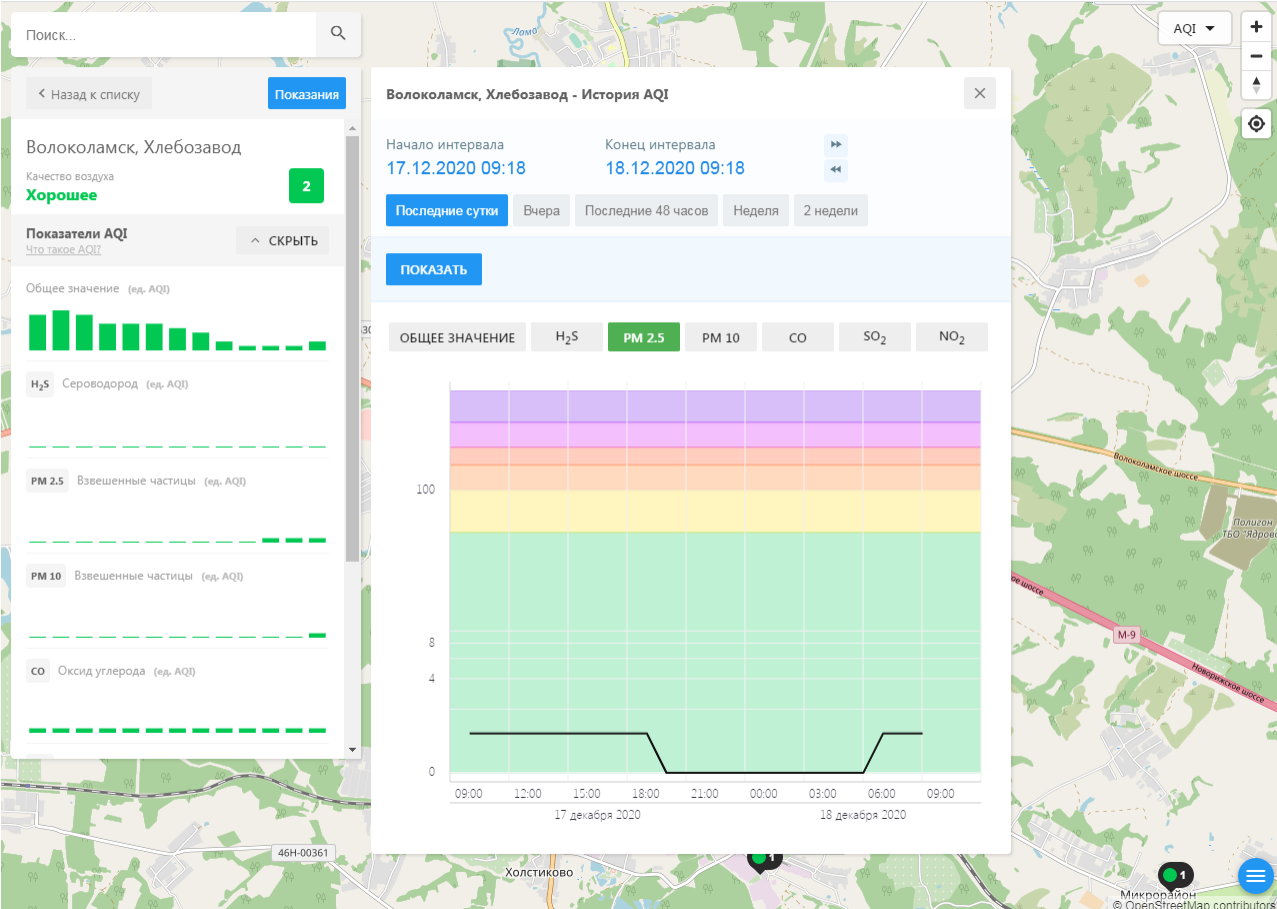 Поиск...
AQI
Назад к списку
Показания
Волоколамск, Хлебозавод
Качество воздуха
Хорошее
2
Показатели AQI
Что такое AQI?
СКРЫТЬ
Общее значение (ед. AQI)
H2S Сероводород (ед. AQI)
PM 2.5 Взвешенные частицы (ед. AQI)
PM 10 Взвешенные частицы (ед. AQI)
CO Оксид углерода (ед. AQI)
Волоколамск, Хлебозавод - История AQI
Начало интервала
17.12.2020 09:18
Конец интервала
18.12.2020 09:18
Последние сутки
Вчера
Последние 48 часов
Неделя
2 недели
ПОКАЗАТЬ
ОБЩЕЕ ЗНАЧЕНИЕ
H2S
PM 2.5
PM 10
CO
SO2
NO2
100
8
4
0
09:00 12:00 15:00 18:00 21:00 00:00 03:00 06:00 09:00
17 декабря 2020 18 декабря 2020
Лама
Волоколамское шоссе
Полигон
ТБО "Ядрово
М-9
ое шоссе
Новорижское шоссе
46Н-00361
Холстиково
1
1
Микрорайон
© OpenStreetMap contributors